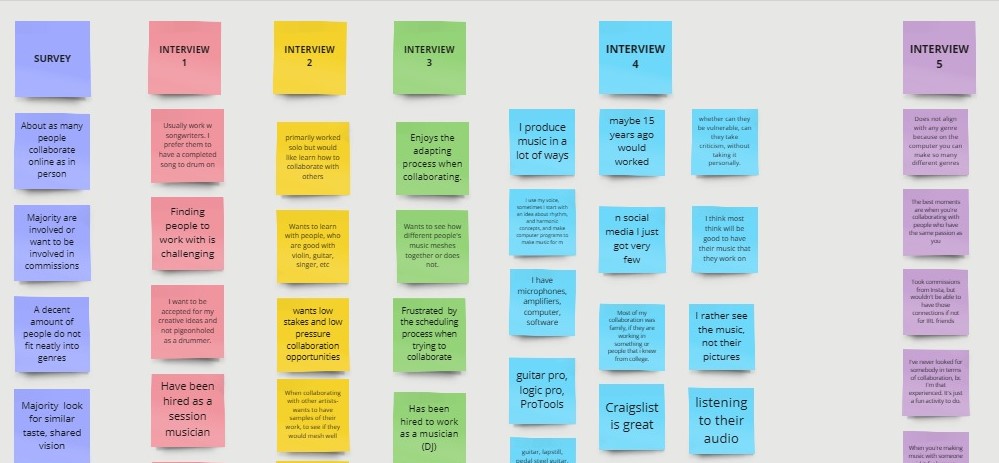 SURVEY
About as many
people
collaborate
online as in
person
Majority are
involved or
want to be
involved in
commissions
A decent
amount of
people do not
fit neatly into
genres
Majority look
for similar
taste, shared
vision
INTERVIEW
1
Usually work w
songwriters. I
prefer them to
have a completed
song to drum on
Finding
people to
work with is
challenging
I want to be
accepted for my
creative ideas and
not pigeonholed
as a drummer.
Have been
hired as a
session
musician
INTERVIEW
2
primarily worked
solo but would
like learn how to
collaborate with
others
Wants to learn
with people, who
are good with
violin, guitar,
singer, etc
wants low
stakes and low
pressure
collaboration
opportunities
When collaborating
with other artists-
wants to have
samples of their
work, to see if they
would mesh well
INTERVIEW
3
Enjoys the
adapting
process when
collaborating.
Wants to see how
different people's
music meshes
together or does
not.
Frustrated by
the scheduling
process when
trying to
collaborate
Has been
hired to work
as a musician
(DJ)
INTERVIEW
4
I produce
music in a
lot of ways
I use my voice,
sometimes I start with
an idea about rhythm,
and harmonic
concepts, and make
computer programs to
make music for m
I have
microphones,
amplifiers,
computer,
software
guitar pro,
logic pro,
ProTools
guitar, lapstill,
pedal steel guitar,
maybe 15
years ago
would
worked
n social
media I just
got very
few
Most of my
collaboration was
family, if they are
working in
something or
people that i knew
from college.
Craigslist
is great
whether can they
be vulnerable, can
they take
criticism, without
taking it
personally.
I think most
think will be
good to have
their music that
they work on
I rather see
the music,
not their
pictures
listening
to their
audio
INTERVIEW
5
Does not align
with any genre
because on the
computer you can
make so many
different genres
The best moments
are when you're
collaborating with
people who have
the same passion as
you
Took commissions
from Insta, but
wouldn't be able to
have those
connections if not
for IRL friends
I've never looked for
somebody in terms
of collaboration, bc
I'm that
experienced. It's just
a fun activity to do.
When you're making
music with someone